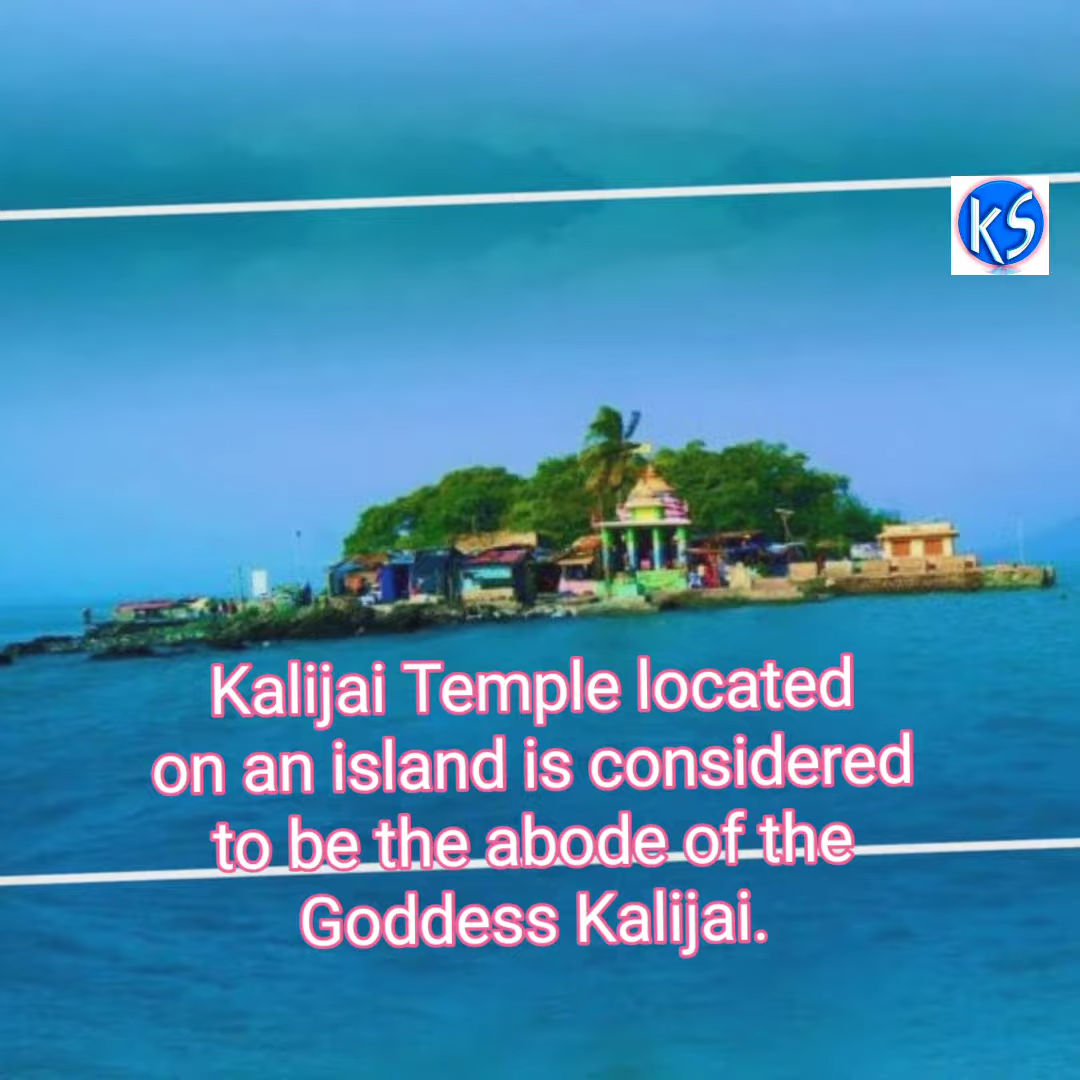 KS
Kalijai Temple located
on an island is considered
to be the abode of the
Goddess Kalijai.